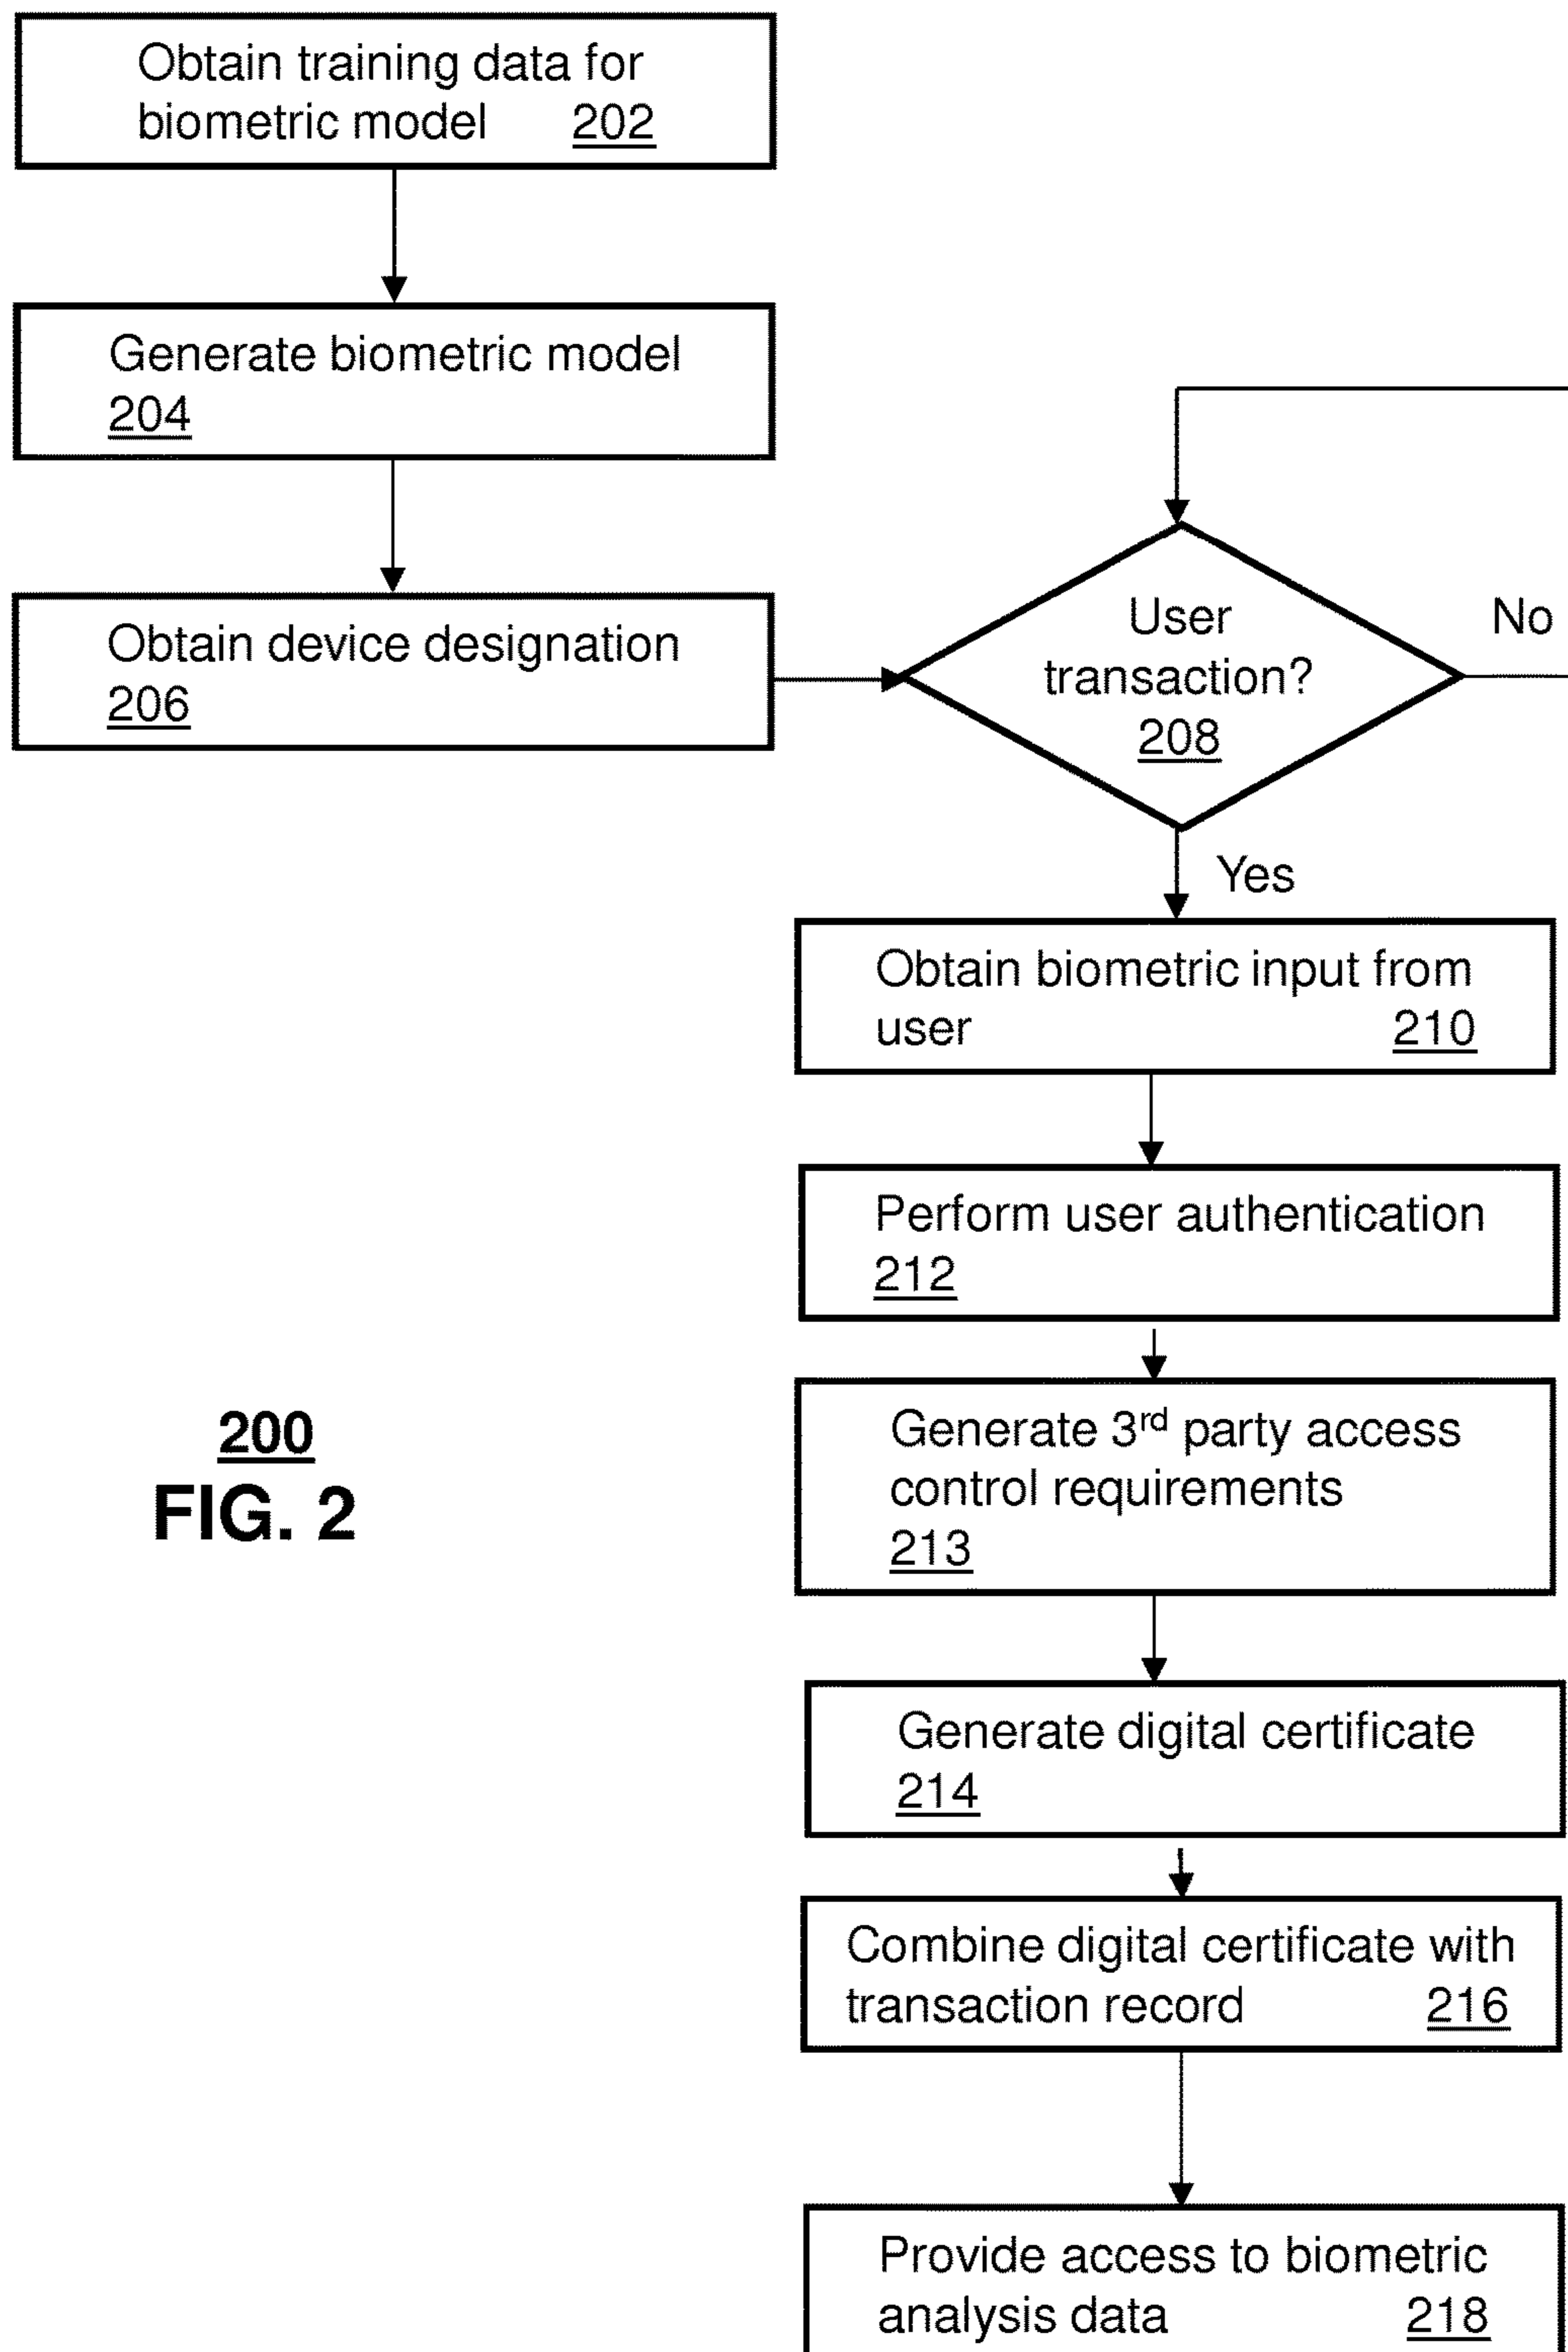 Obtain training data for
biometric model 202
Generate biometric model
204
Obtain device designation
206
User
transaction?
208
No
Yes
Obtain biometric input from
user 210
Perform user authentication
212
Generate 3rd party access
control requirements
213
Generate digital certificate
214
Combine digital certificate with
transaction record 216
Provide access to biometric
analysis data 218
200
FIG. 2